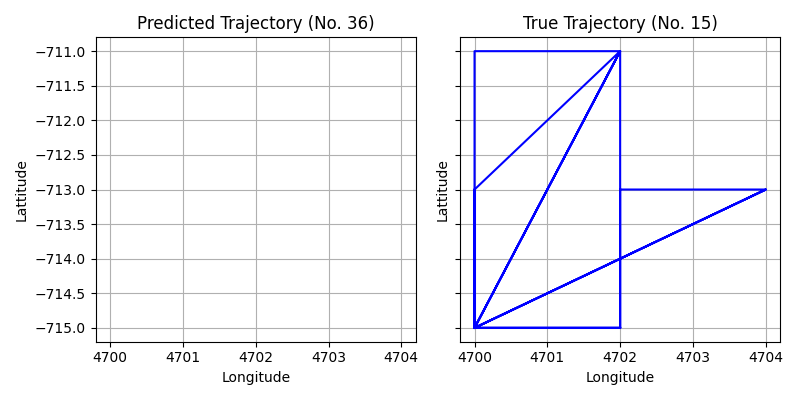 Predicted Trajectory (No. 36)
−711.0
−711.5
−712.0
−712.5
−713.0
−713.5
−714.0
−714.5
−715.0
Lattitude
4700 4701 4702 4703 4704
Longitude
True Trajectory (No. 15)
Lattitude
4700 4701 4702 4703 4704
Longitude